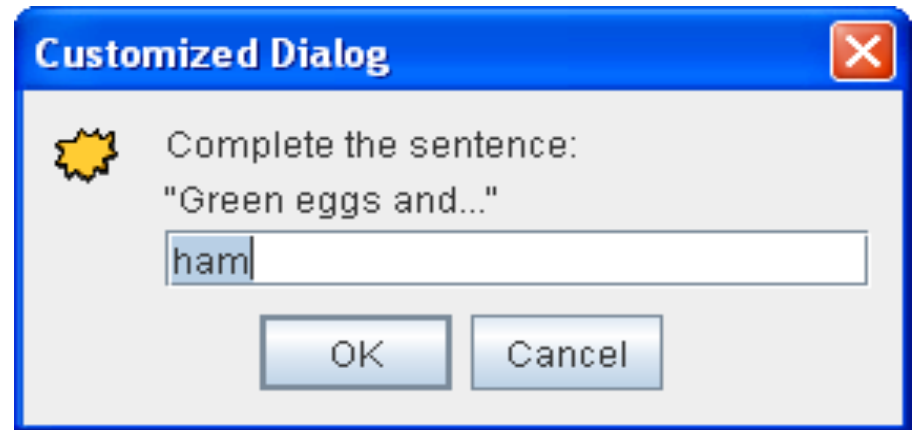 Customized Dialog
Complete the sentence:
"Green eggs and..."
ham
OK Cancel